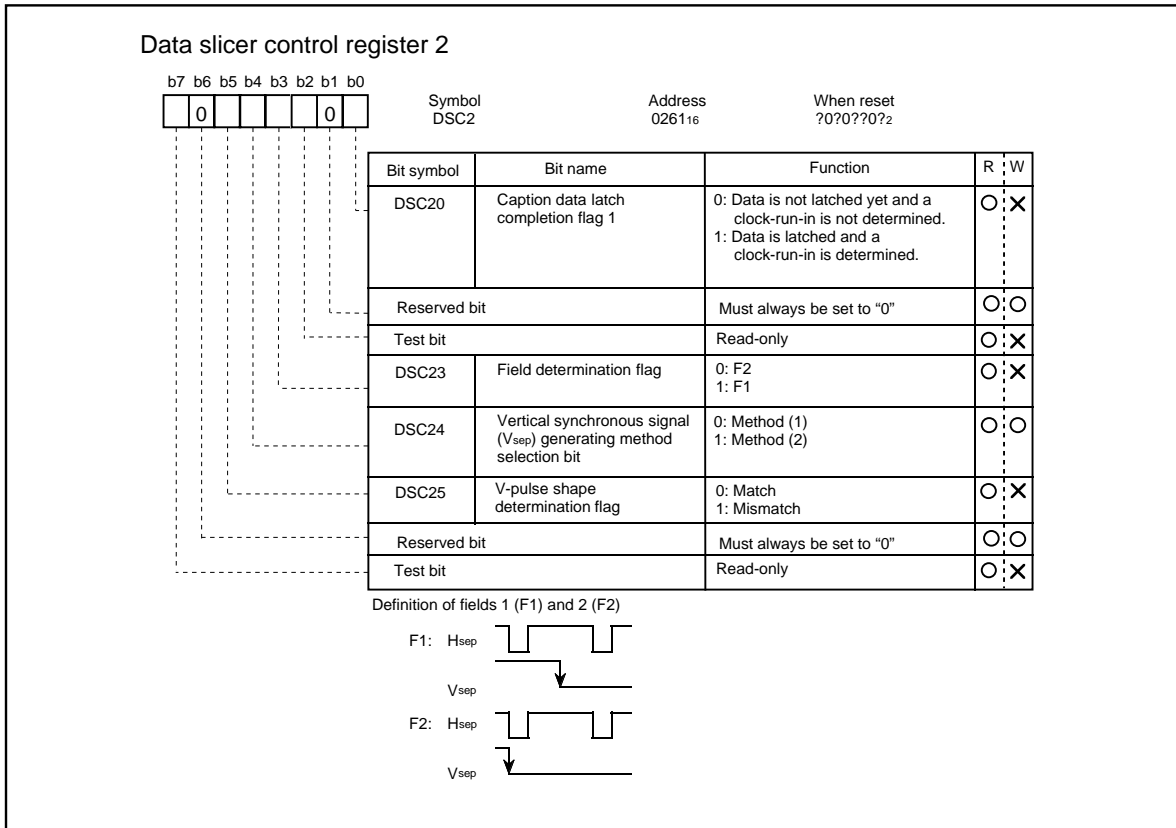 Data slicer control register 2
b7 b6 b5 b4 b3 b2 b1 b0
0 0
Symbol Address When reset
DSC2 026116 ?0?0??0?2
Bit symbol Bit name Function R W
DSC20 Caption data latch completion flag 1 0: Data is not latched yet and a
clock-run-in is not determined.
1: Data is latched and a
clock-run-in is determined.
Reserved bit Must always be set to “0”
Test bit Read-only
DSC23 Field determination flag 0: F2
1: F1
DSC24 Vertical synchronous signal (Vsep) generating method selection bit 0: Method (1)
1: Method (2)
DSC25 V-pulse shape determination flag 0: Match
1: Mismatch
Reserved bit Must always be set to “0”
Test bit Read-only
Definition of fields 1 (F1) and 2 (F2)
F1: Hsep
Vsep
F2: Hsep
Vsep